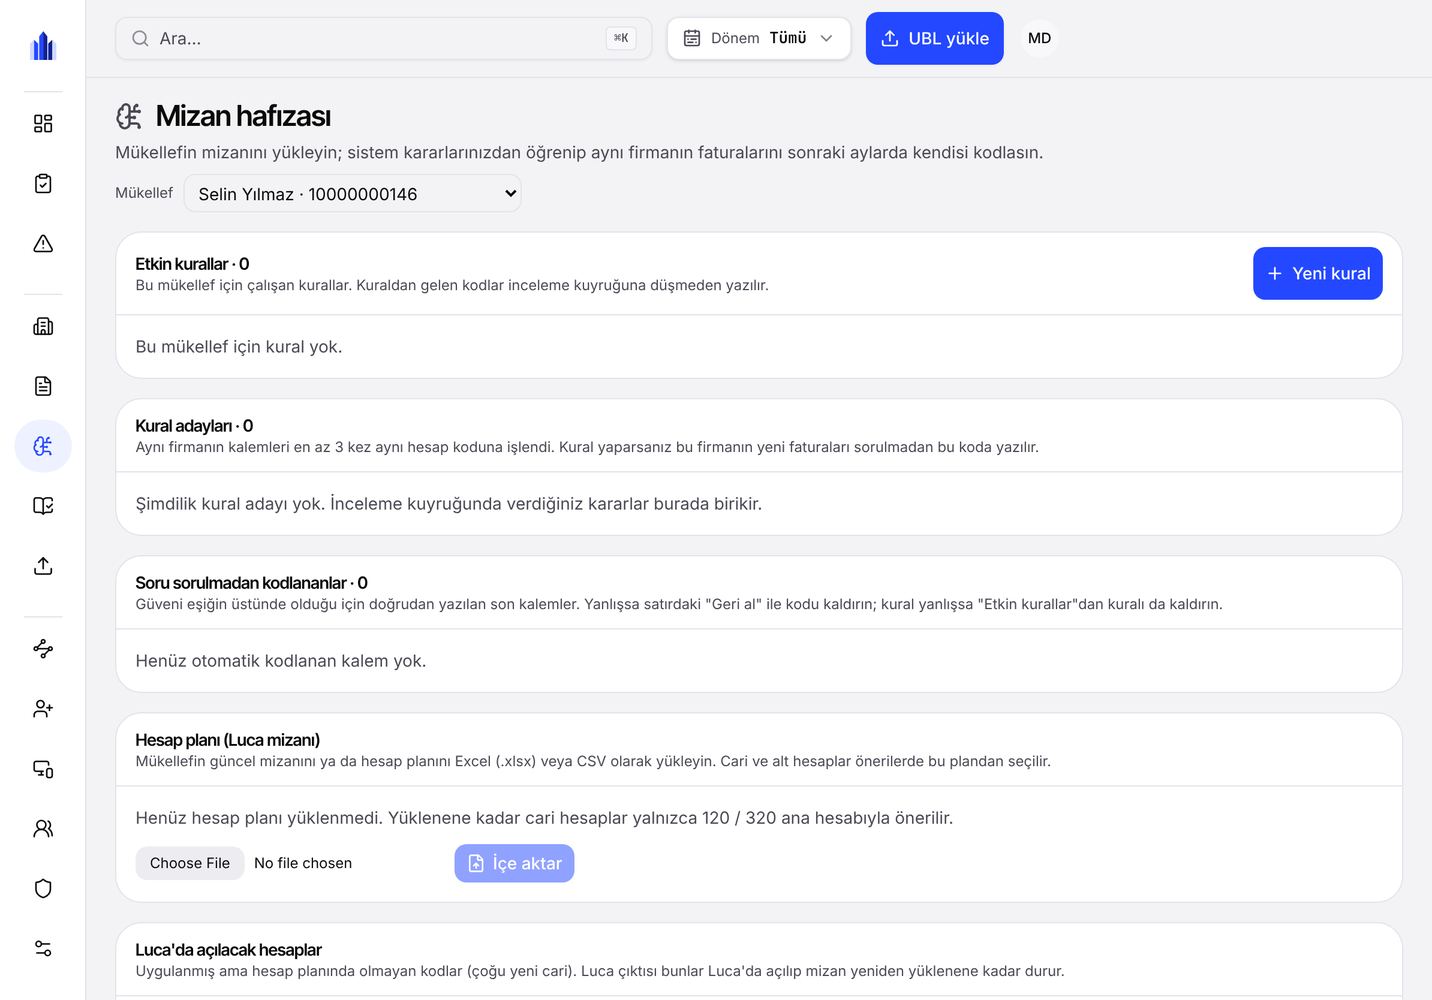 Ara...
⌘K
Dönem Tümü
UBL yükle
MD
Mizan hafızası
Mükellefin mizanını yükleyin; sistem kararlarınızdan öğrenip aynı firmanın faturalarını sonraki aylarda kendisi kodlasın.
Mükellef
Selin Yılmaz · 10000000146
Etkin kurallar · 0
Bu mükellef için çalışan kurallar. Kuraldan gelen kodlar inceleme kuyruğuna düşmeden yazılır.
Yeni kural
Bu mükellef için kural yok.
Kural adayları · 0
Aynı firmanın kalemleri en az 3 kez aynı hesap koduna işlendi. Kural yaparsanız bu firmanın yeni faturaları sorulmadan bu koda yazılır.
Şimdilik kural adayı yok. İnceleme kuyruğunda verdiğiniz kararlar burada birikir.
Soru sorulmadan kodlananlar · 0
Güveni eşiğin üstünde olduğu için doğrudan yazılan son kalemler. Yanlışsa satırdaki "Geri al" ile kodu kaldırın; kural yanlışsa "Etkin kurallar"dan kuralı da kaldırın.
Henüz otomatik kodlanan kalem yok.
Hesap planı (Luca mizanı)
Mükellefin güncel mizanını ya da hesap planını Excel (.xlsx) veya CSV olarak yükleyin. Cari ve alt hesaplar önerilerde bu plandan seçilir.
Henüz hesap planı yüklenmedi. Yüklenene kadar cari hesaplar yalnızca 120 / 320 ana hesabıyla önerilir.
Choose File No file chosen
İçe aktar
Luca'da açılacak hesaplar
Uygulanmış ama hesap planında olmayan kodlar (çoğu yeni cari). Luca çıktısı bunlar Luca'da açılıp mizan yeniden yüklenene kadar durur.